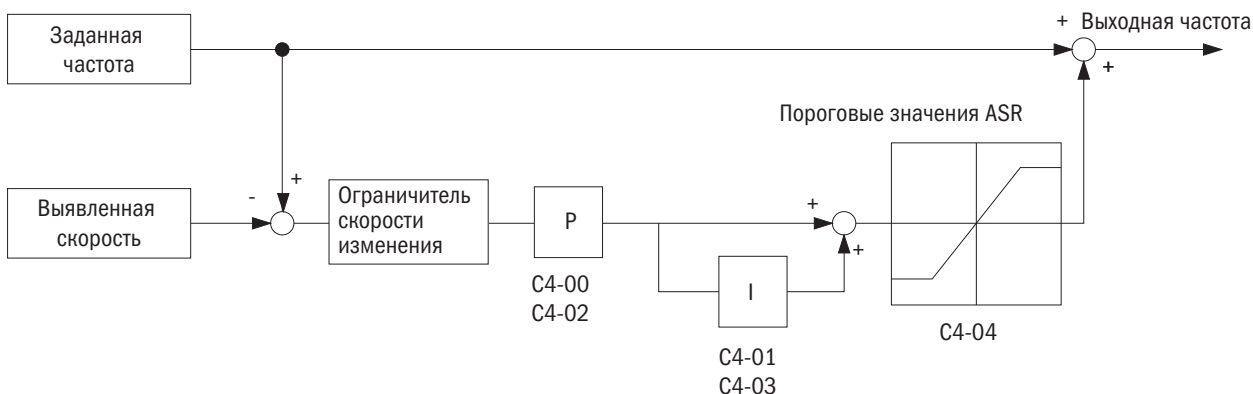 Заданная
частота
+ Выходная частота
+
Пороговые значения ASR
Выявленная
скорость
-
+
Ограничитель
скорости
изменения
P
C4-00
C4-02
I
C4-01
C4-03
+
+
C4-04